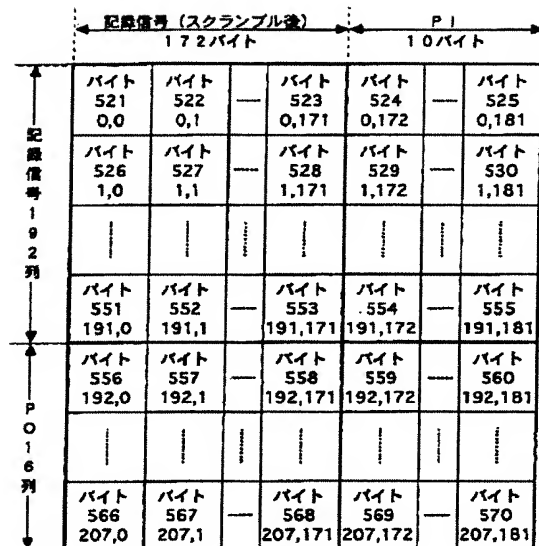 記録信号(スクランブル後) PI
172バイト 10バイト
バイト バイト バイト バイト バイト
521 522 — 523 524 — 525
0,0 0,1 0,171 0,172 0,181
バイト バイト バイト バイト バイト
526 527 — 528 529 — 530
1,0 1,1 1,171 1,172 1,181
記録信号192列
バイト バイト バイト バイト バイト
551 552 — 553 554 — 555
191,0 191,1 191,171 191,172 191,181
バイト バイト バイト バイト バイト
556 557 — 558 559 — 560
192,0 192,1 192,171 192,172 192,181
PO16列
バイト バイト バイト バイト バイト
566 567 — 568 569 — 570
207,0 207,1 207,171 207,172 207,181